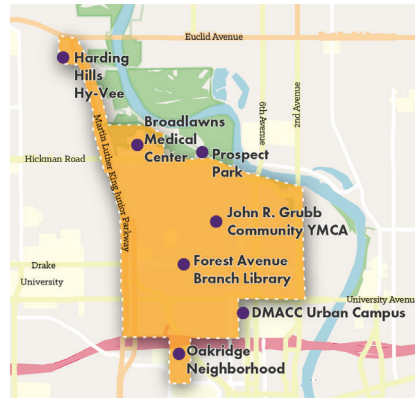 Euclid Avenue
Harding
Hills
Hy-Vee
Martin Luther King Junior Parkway
Broadlawns
Medical
Center
6th Avenue
2nd Avenue
Hickman Road
Prospect
Park
John R. Grubb
Community YMCA
Drake
University
Forest Avenue
Branch Library
University Avenue
DMACC Urban Campus
Oakridge
Neighborhood